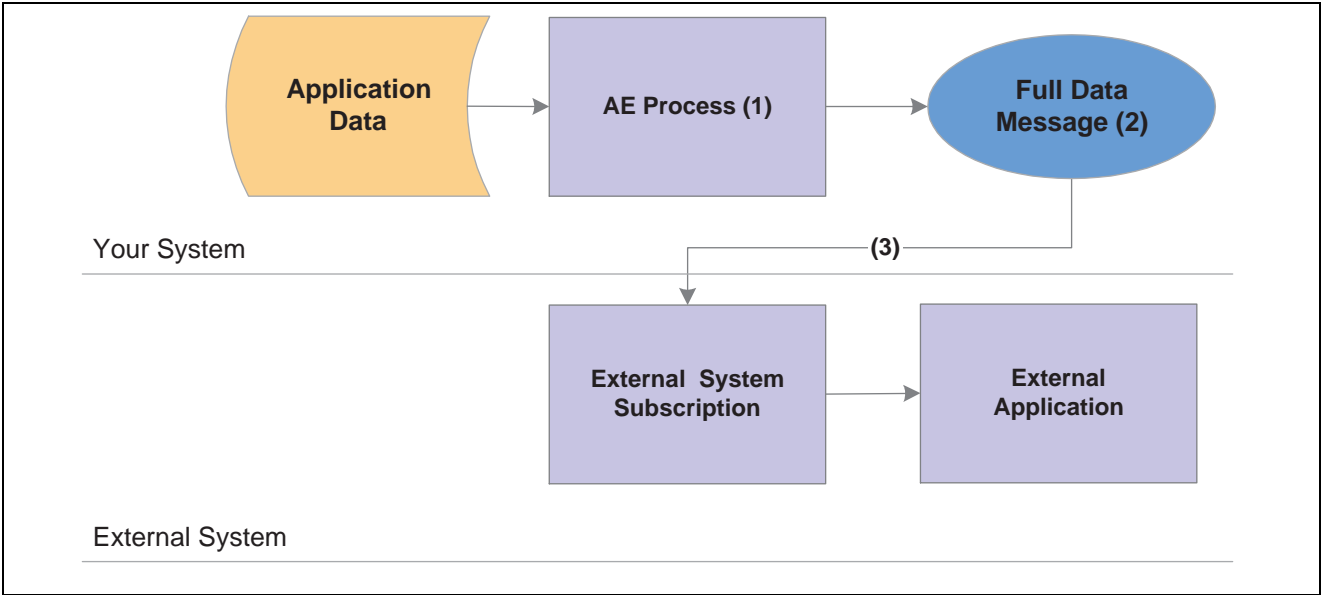 Application
Data
AE Process (1)
Full Data
Message (2)
Your System
(3)
External System
Subscription
External
Application
External System